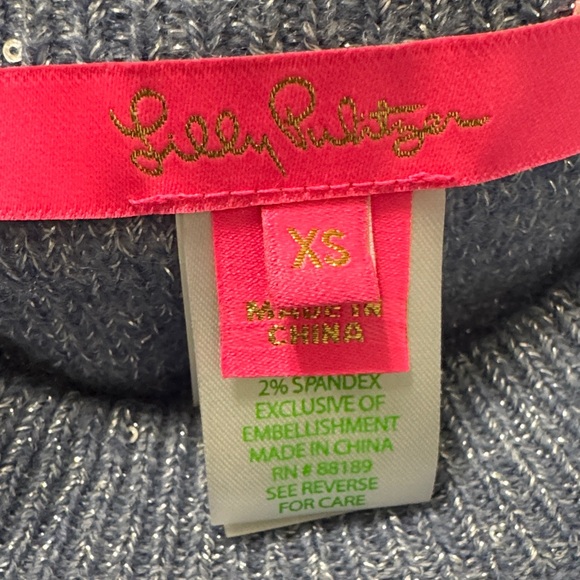 Lilly Pulitzer
XS
MADE IN
CHINA
2% SPANDEX
EXCLUSIVE OF
EMBELLISHMENT
MADE IN CHINA
RN # 88189
SEE REVERSE
FOR CARE